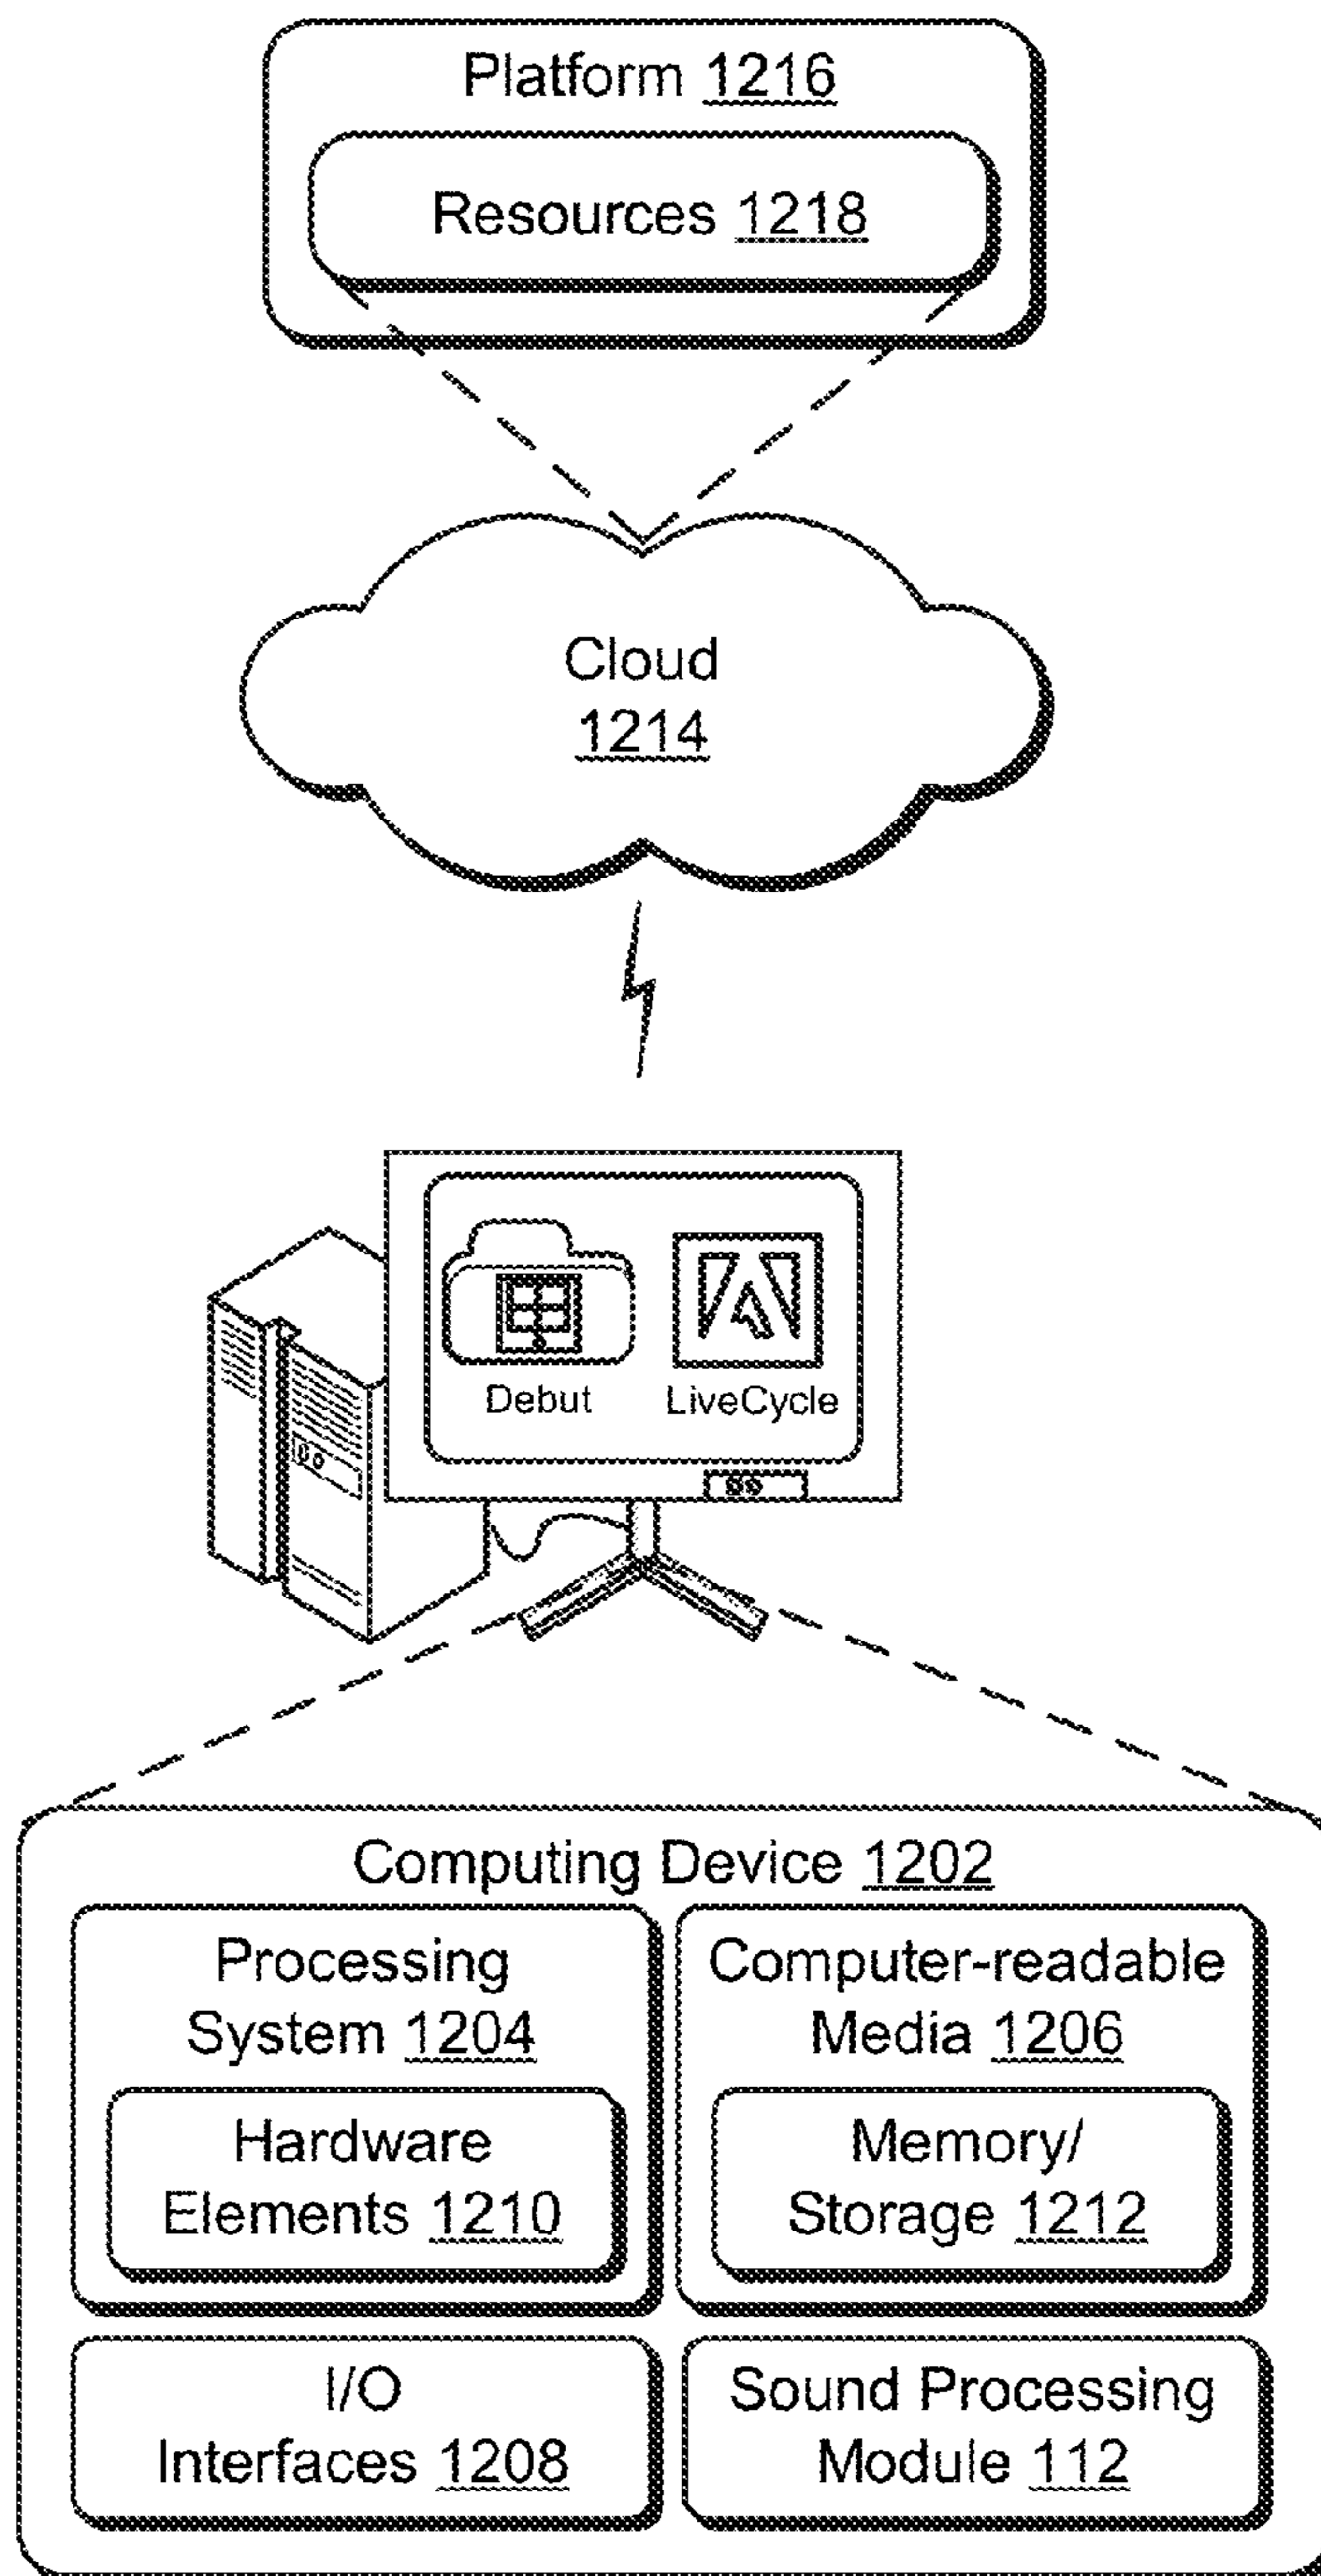 Platform 1216
Resources 1218
Cloud
1214
Debut
LiveCycle
Computing Device 1202
Processing
System 1204
Hardware
Elements 1210
Computer-readable
Media 1206
Memory/
Storage 1212
I/O
Interfaces 1208
Sound Processing
Module 112